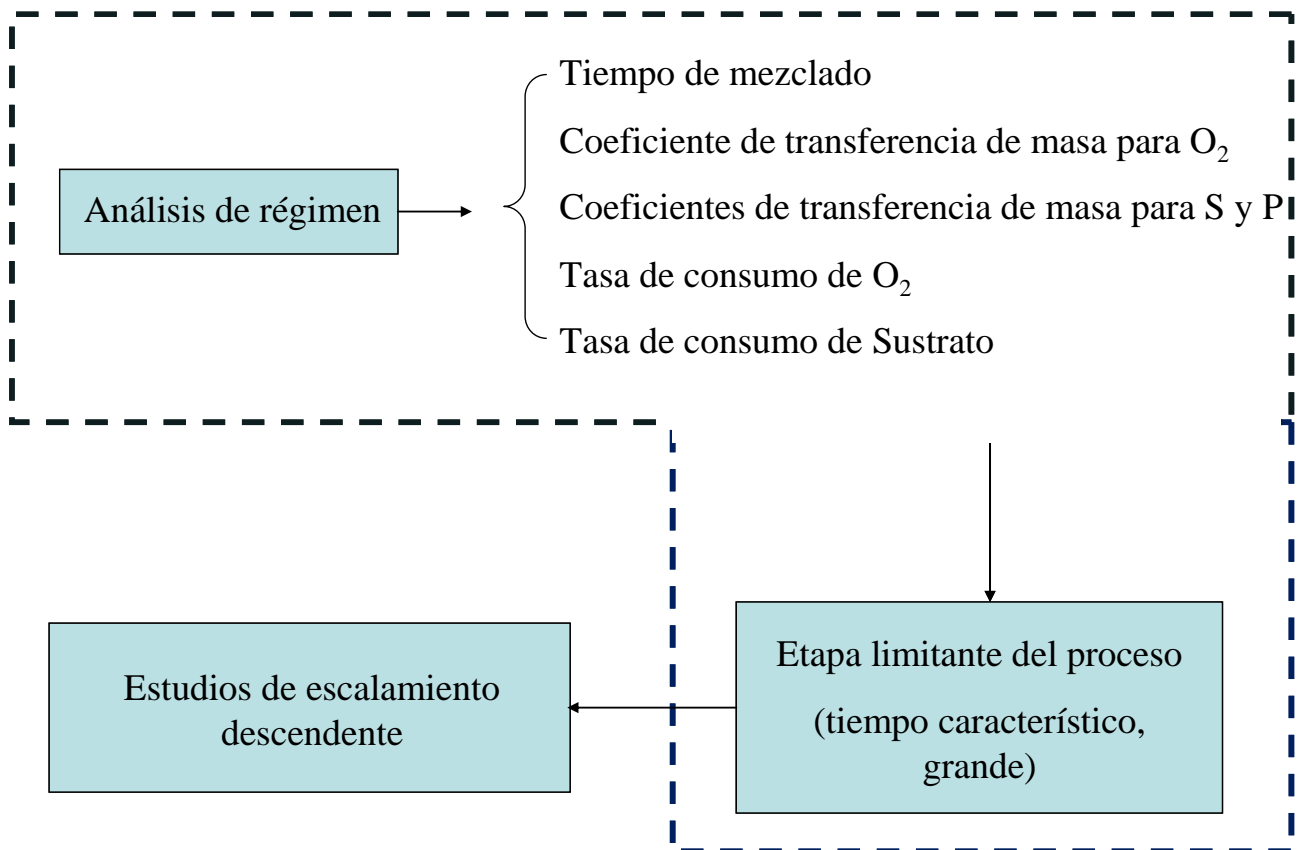 Tiempo de mezclado
Coeficiente de transferencia de masa para O₂
Análisis de régimen
Coeficientes de transferencia de masa para S y P
Tasa de consumo de O₂
Tasa de consumo de Sustrato
Etapa limitante del proceso
(tiempo característico,
grande)
Estudios de escalamiento
descendente